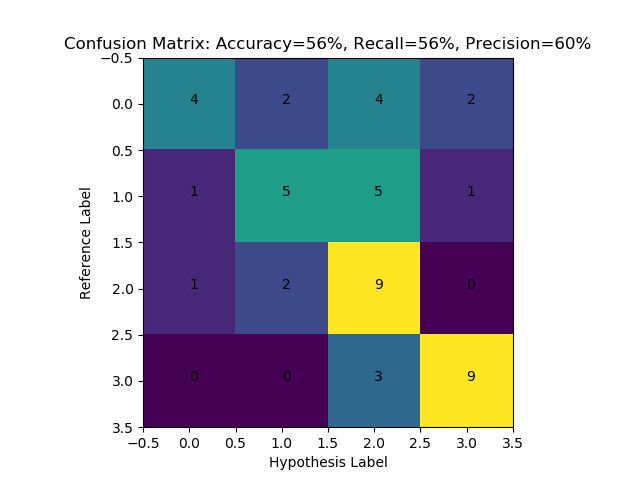 Confusion Matrix: Accuracy=56%, Recall=56%, Precision=60%
−0.5
0.0
0.5
1.0
1.5
2.0
2.5
3.0
3.5
Reference Label
4 2 4 2
1 5 5 1
1 2 9 0
0 0 3 9
−0.5 0.0 0.5 1.0 1.5 2.0 2.5 3.0 3.5
Hypothesis Label